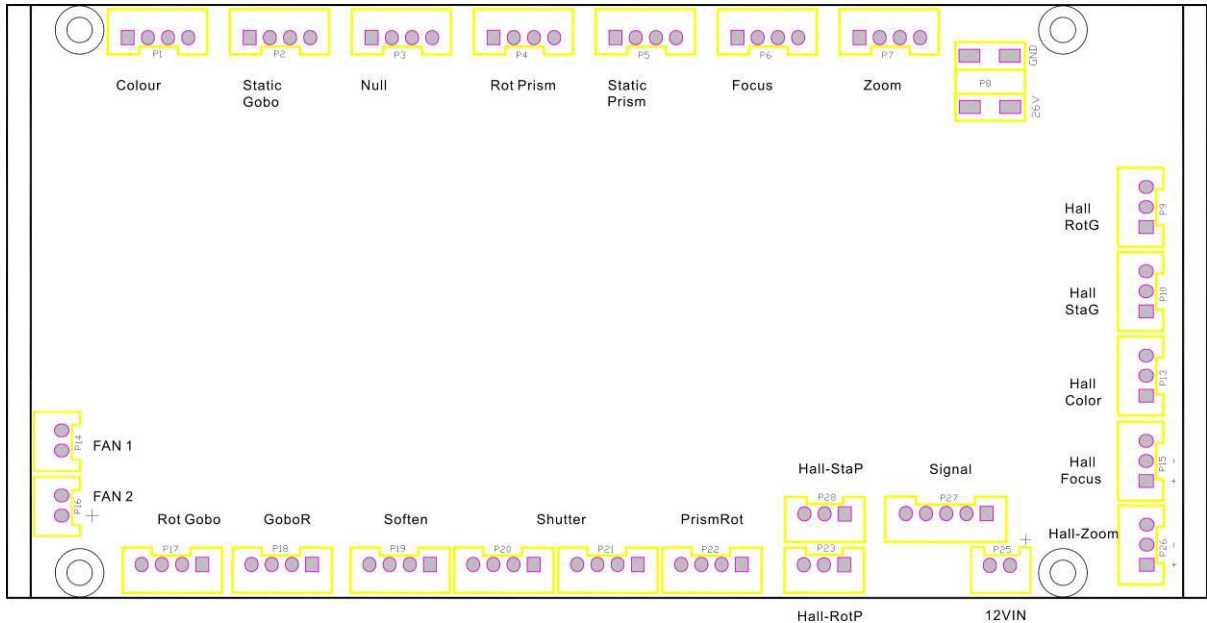 P1 P2 P3 P4 P5 P6 P7
Colour
Static
Gobo
Null
Rot Prism
Static
Prism
Focus
Zoom
GND
P8
26V
Hall
RotG
P9
Hall
StaG
P10
Hall
Color
P13
Hall
Focus
P15
-
+
Hall-Zoom
P26
-
+
P14
FAN 1
P16
FAN 2
+
Hall-StaP
P28
Signal
P27
Rot Gobo
P17
GoboR
P18
Soften
P19
Shutter
P20
P21
PrismRot
P22
P23
Hall-RotP
P25
+
12VIN